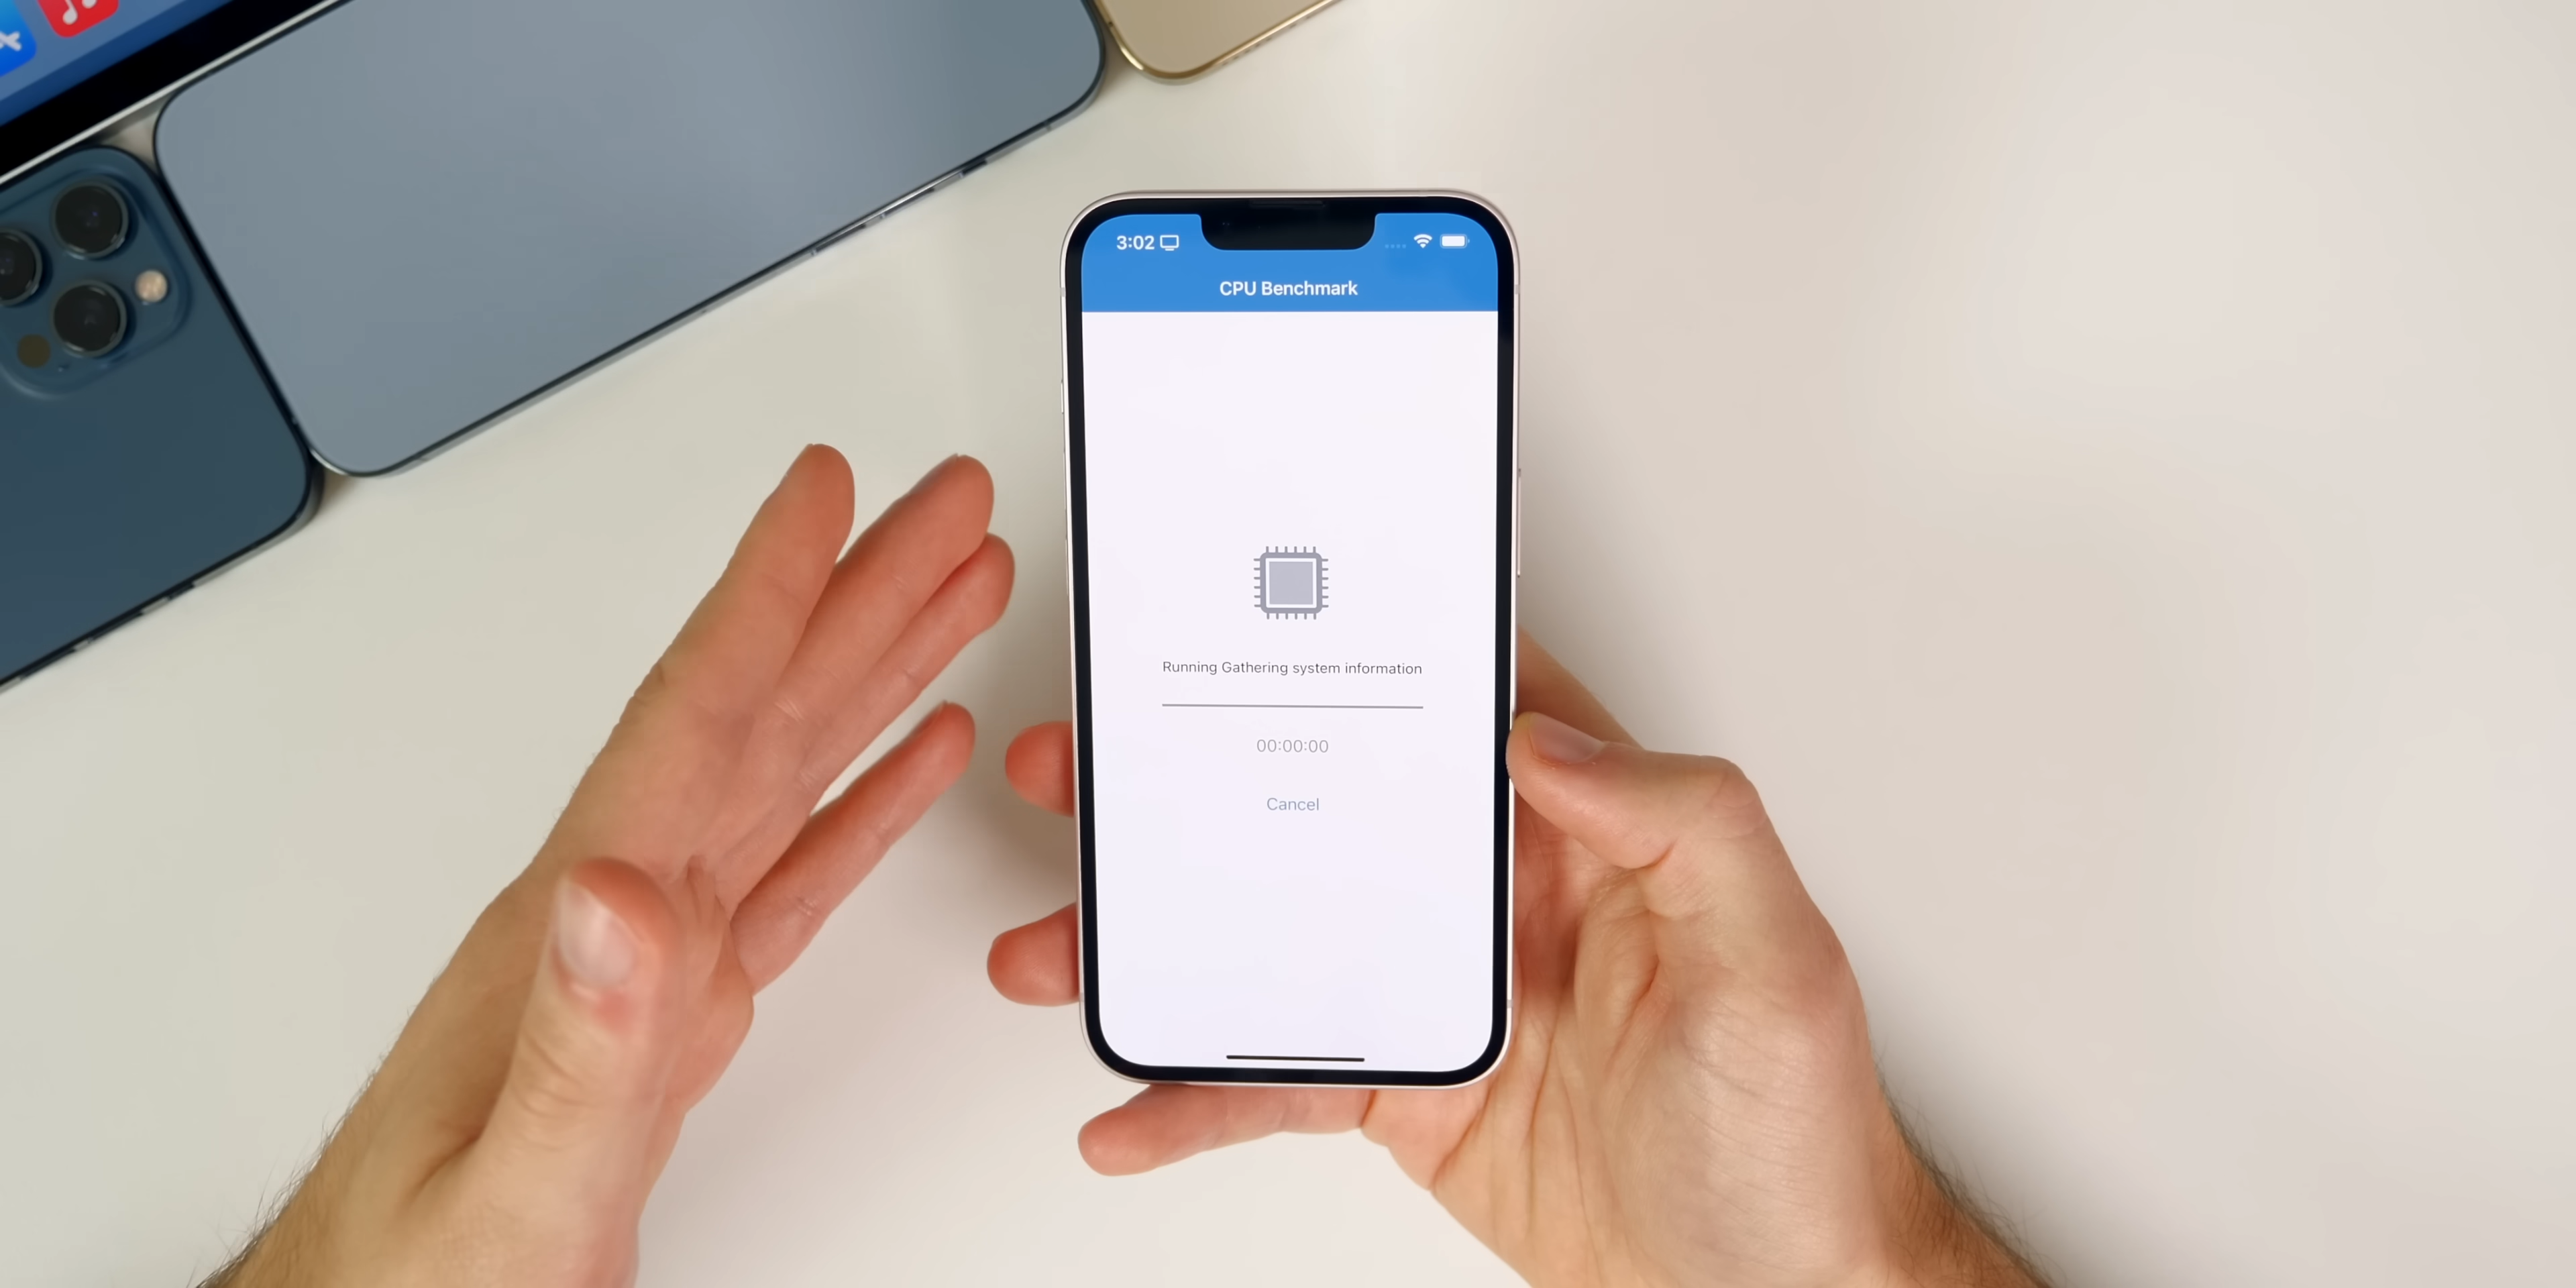 3:02
CPU Benchmark
Running Gathering system information
00:00:00
Cancel